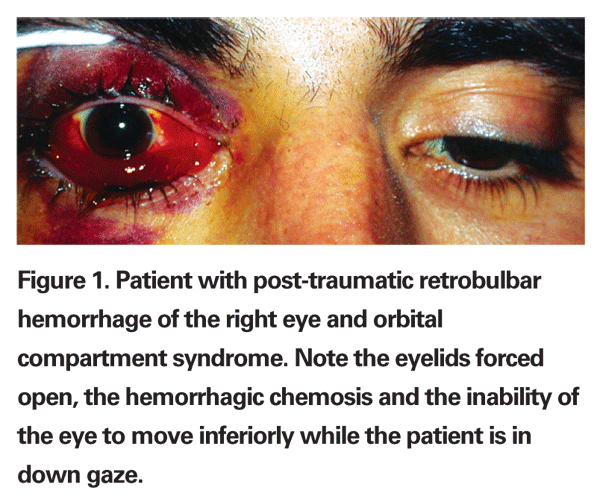 Figure 1. Patient with post-traumatic retrobulbar
hemorrhage of the right eye and orbital
compartment syndrome. Note the eyelids forced
open, the hemorrhagic chemosis and the inability of
the eye to move inferiorly while the patient is in
down gaze.